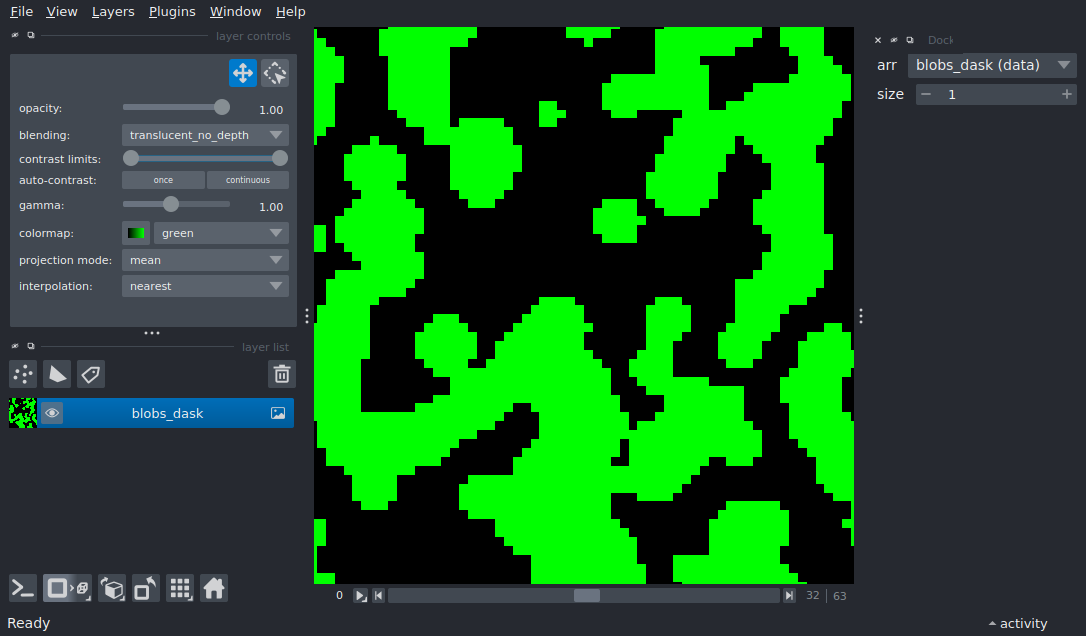 File View Layers Plugins Window Help
layer controls
opacity: 1.00
blending: translucent_no_depth
contrast limits:
auto-contrast: once continuous
gamma: 1.00
colormap: green
projection mode: mean
interpolation: nearest
layer list
blobs_dask
Dock
arr blobs_dask (data)
size 1
0 32 63
Ready
activity